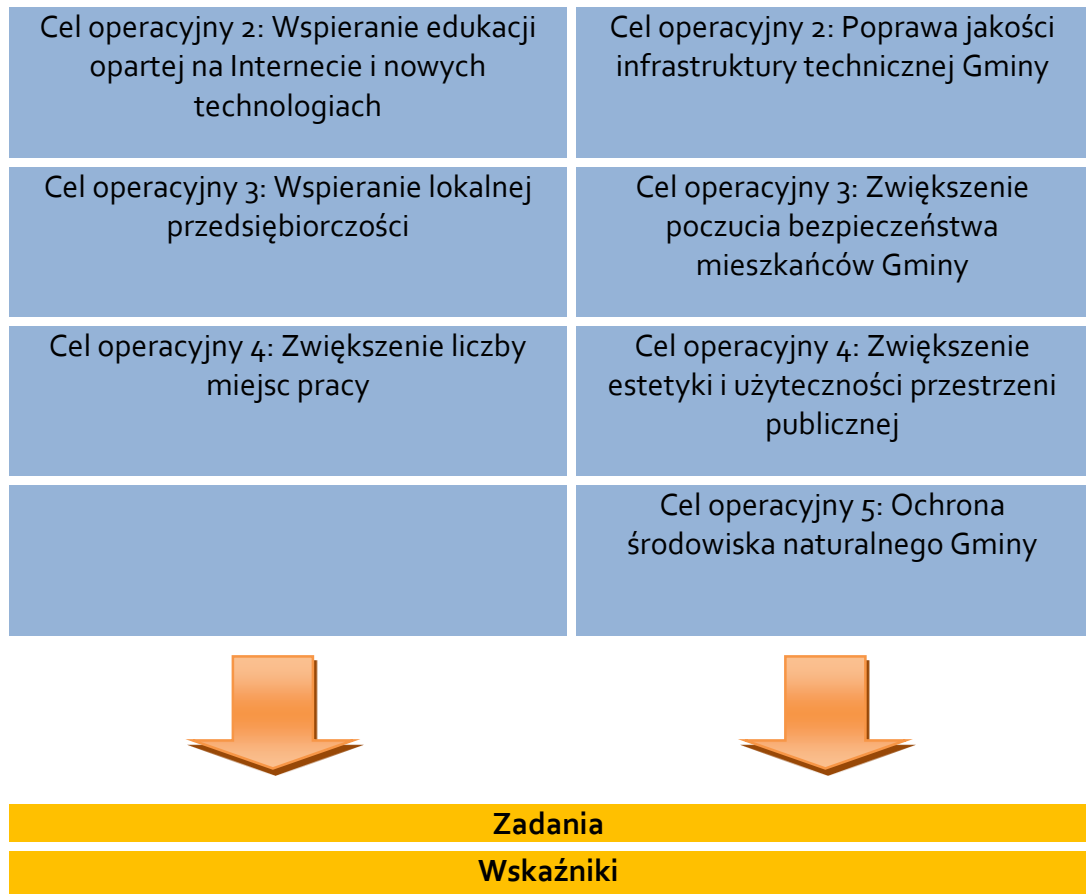 Cel operacyjny 2: Wspieranie edukacji
opartej na Internecie i nowych
technologiach
Cel operacyjny 2: Poprawa jakości
infrastruktury technicznej Gminy
Cel operacyjny 3: Wspieranie lokalnej
przedsiębiorczości
Cel operacyjny 3: Zwiększenie
poczucia bezpieczeństwa
mieszkańców Gminy
Cel operacyjny 4: Zwiększenie liczby
miejsc pracy
Cel operacyjny 4: Zwiększenie
estetyki i użyteczności przestrzeni
publicznej
Cel operacyjny 5: Ochrona
środowiska naturalnego Gminy
Zadania
Wskaźniki